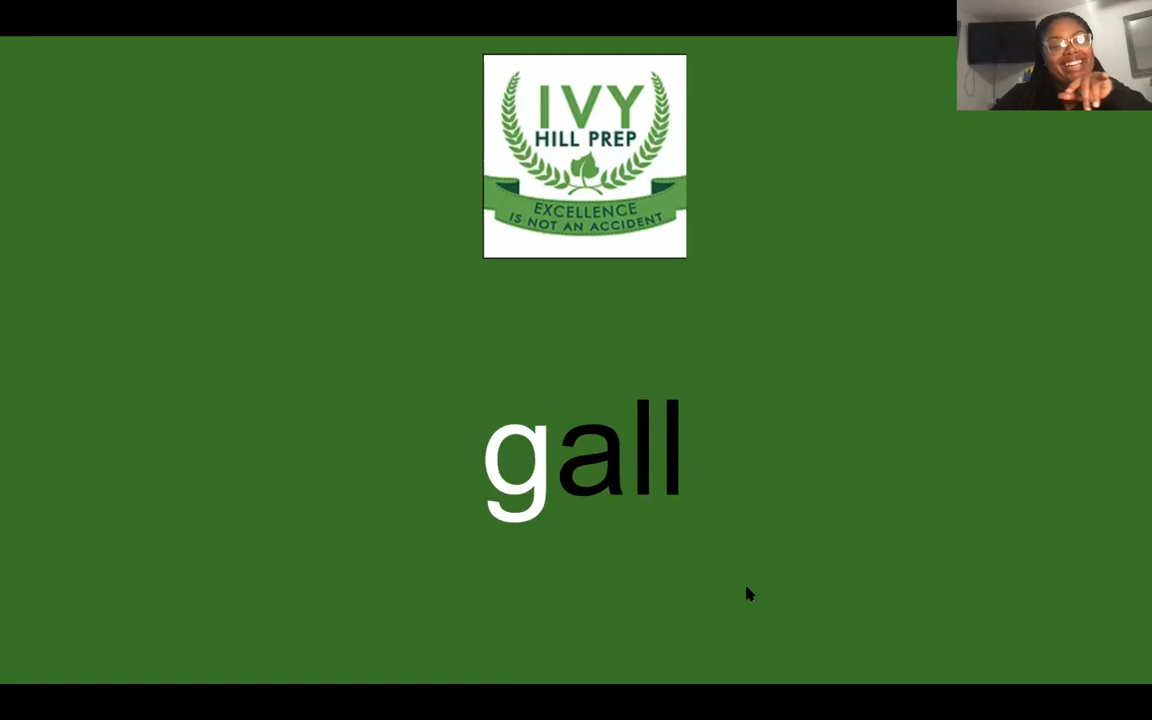 IVY
HILL PREP
EXCELLENCE
IS NOT AN ACCIDENT
gall